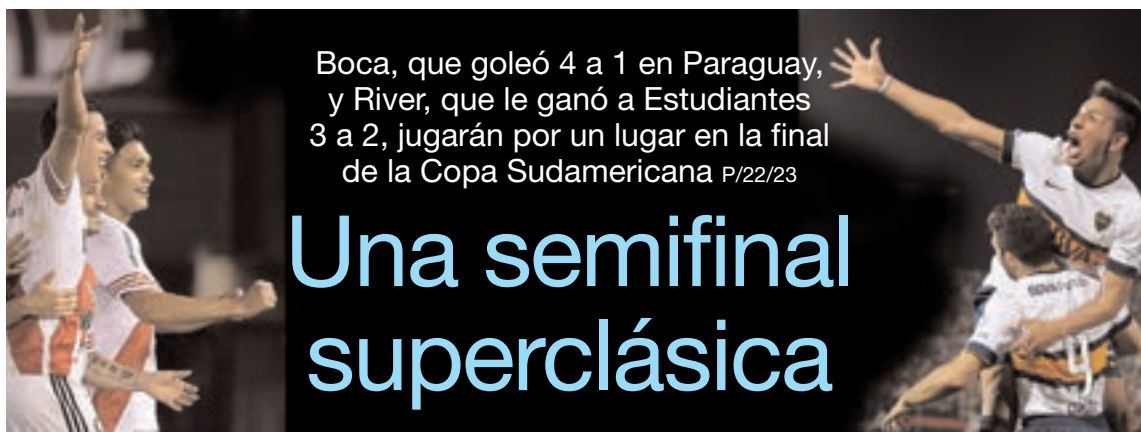 Boca, que goleó 4 a 1 en Paraguay,
y River, que le ganó a Estudiantes
3 a 2, jugarán por un lugar en la final
de la Copa Sudamericana P/22/23
Una semifinal
superclásica